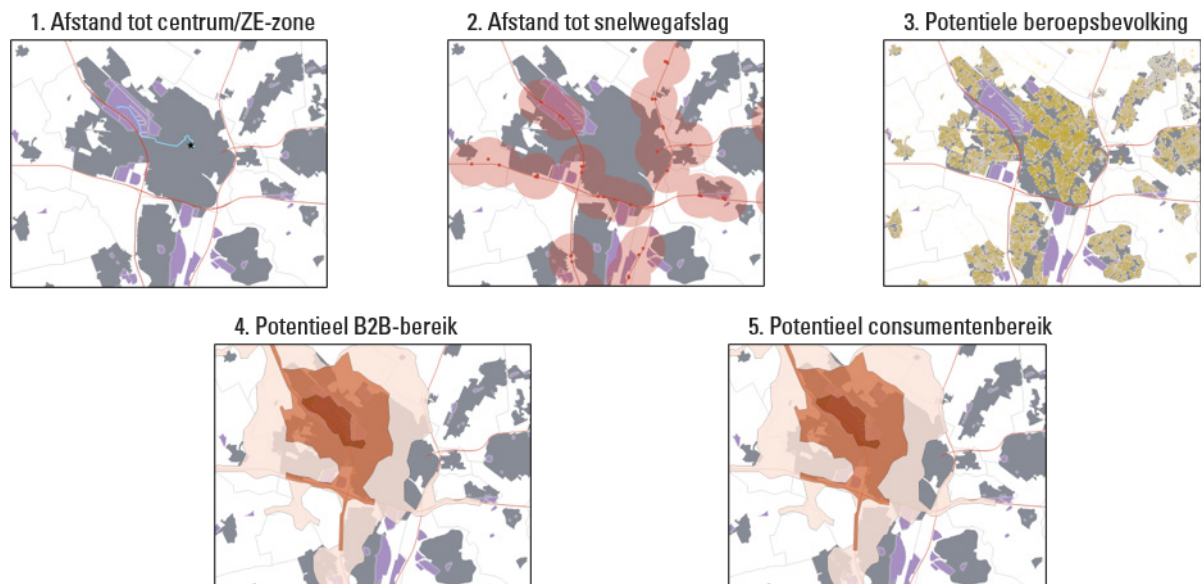 1. Afstand tot centrum/ZE-zone
2. Afstand tot snelwegafslag
3. Potentiele beroepsbevolking
4. Potentieel B2B-bereik
5. Potentieel consumentenbereik